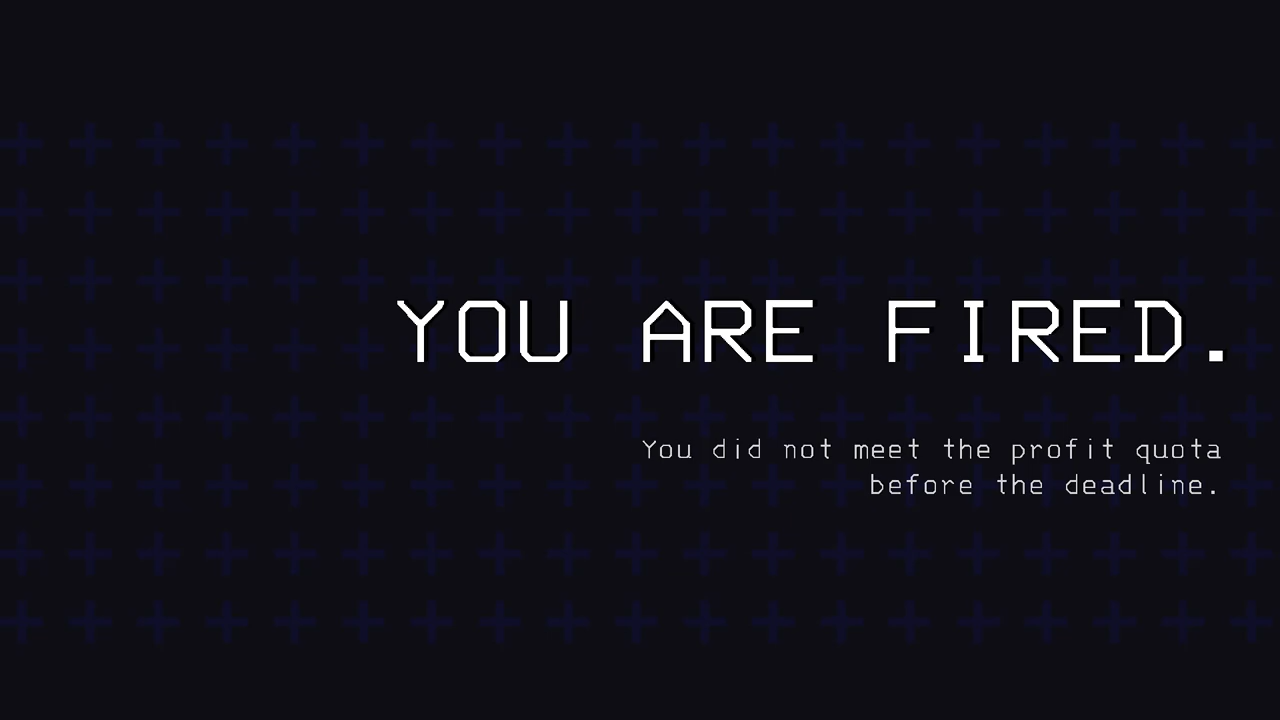 YOU ARE FIRED.
You did not meet the profit quota
before the deadline.